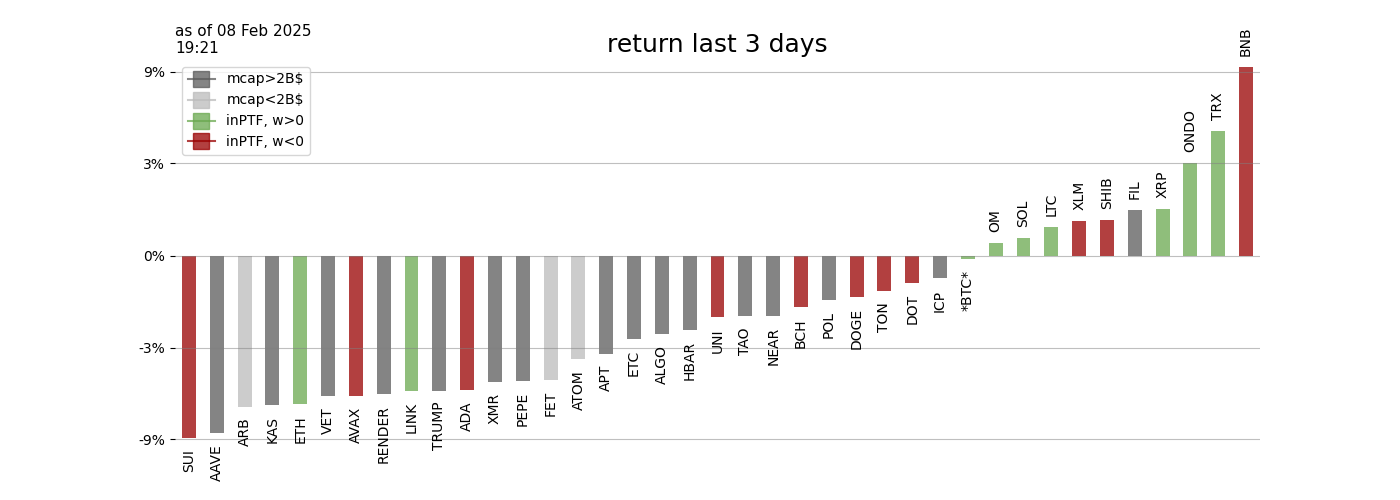 as of 08 Feb 2025
19:21
return last 3 days
mcap>2B$
mcap<2B$
inPTF, w>0
inPTF, w<0
9%
3%
0%
-3%
-9%
SUI
AAVE
ARB
KAS
ETH
VET
AVAX
RENDER
LINK
TRUMP
ADA
XMR
PEPE
FET
ATOM
APT
ETC
ALGO
HBAR
UNI
TAO
NEAR
BCH
POL
DOGE
TON
DOT
ICP
*BTC*
OM
SOL
LTC
XLM
SHIB
FIL
XRP
ONDO
TRX
BNB